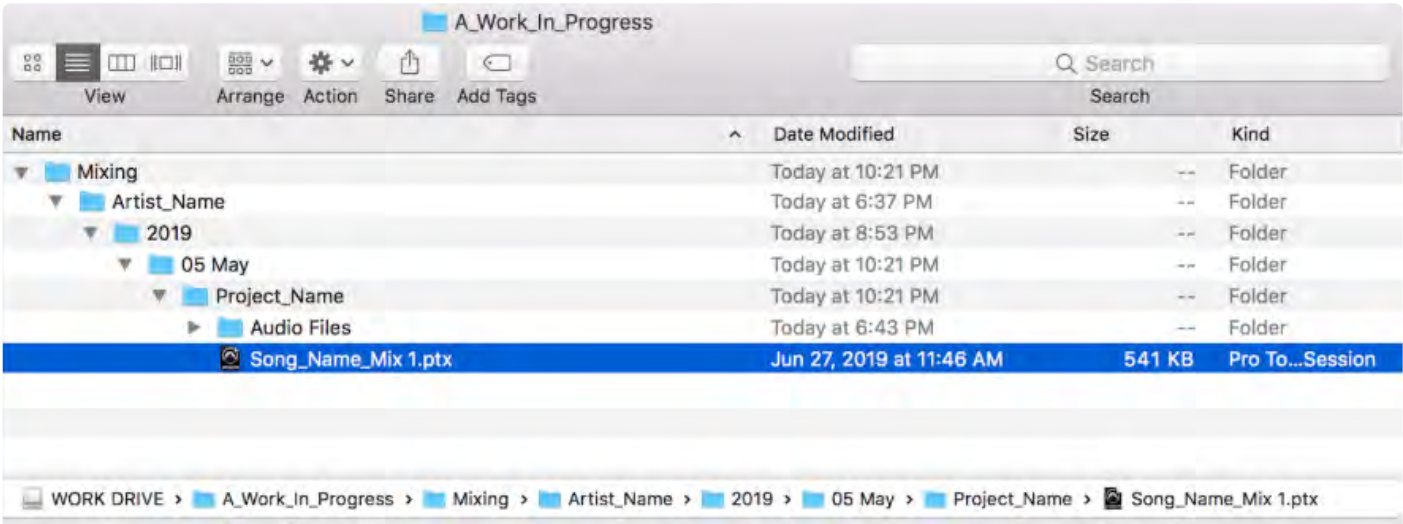 A_Work_In_Progress
Search
View Arrange Action Share Add Tags Search
Name Date Modified Size Kind
Mixing Today at 10:21 PM -- Folder
Artist_Name Today at 6:37 PM -- Folder
2019 Today at 8:53 PM -- Folder
05 May Today at 10:21 PM -- Folder
Project_Name Today at 10:21 PM -- Folder
Audio Files Today at 6:43 PM -- Folder
Song_Name_Mix 1.ptx Jun 27, 2019 at 11:46 AM 541 KB Pro To...Session
WORK DRIVE › A_Work_In_Progress › Mixing › Artist_Name › 2019 › 05 May › Project_Name › Song_Name_Mix 1.ptx